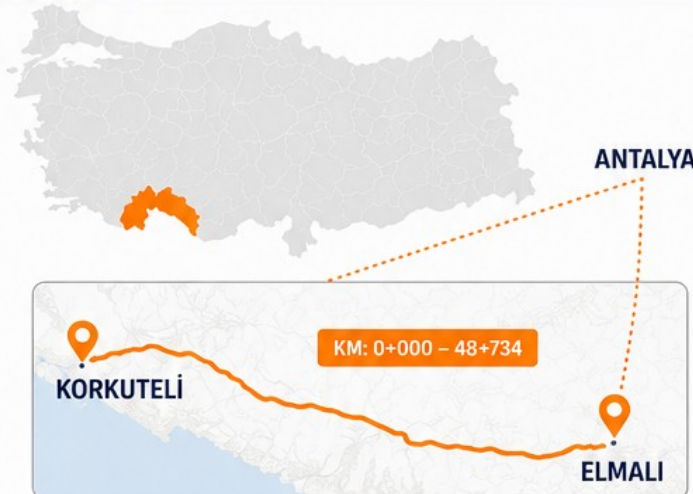 ANTALYA
KM: 0+000 – 48+734
KORKUTELİ
ELMALI